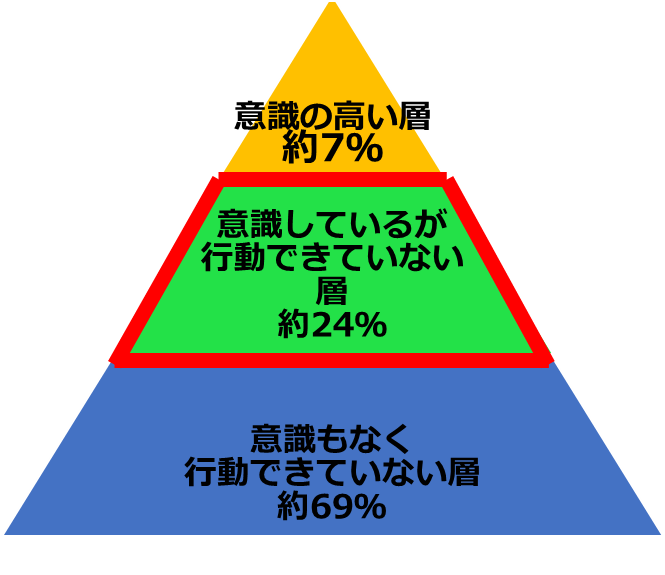 意識の高い層
約7%
意識しているが
行動できていない
層
約24%
意識もなく
行動できていない層
約69%